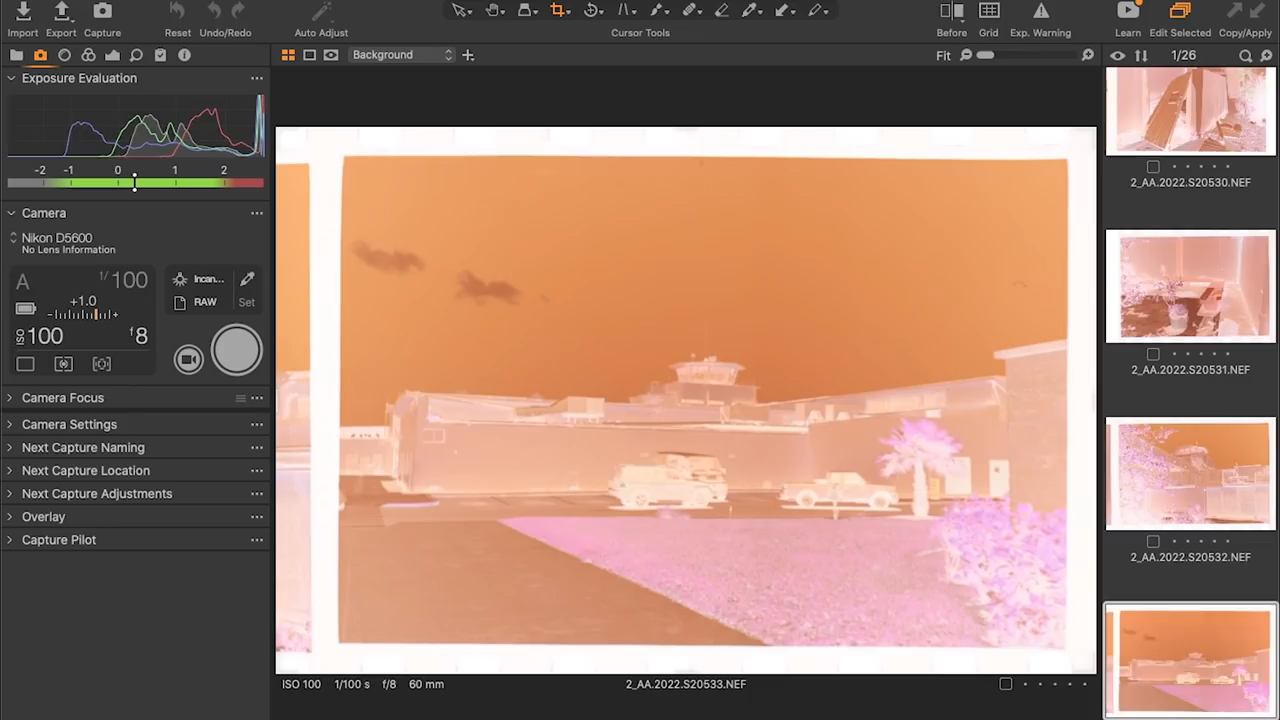 Import Export Capture Reset Undo/Redo Auto Adjust Cursor Tools Before Grid Exp. Warning Learn Edit Selected Copy/Apply
Background
Fit
1/26
Exposure Evaluation
-2 -1 0 1 2
Camera
Nikon D5600
No Lens Information
A 1/100
Incan...
+1.0
RAW
Set
ISO 100 f8
Camera Focus
Camera Settings
Next Capture Naming
Next Capture Location
Next Capture Adjustments
Overlay
Capture Pilot
ISO 100 1/100 s f/8 60 mm
2_AA.2022.S20533.NEF
2_AA.2022.S20530.NEF
2_AA.2022.S20531.NEF
2_AA.2022.S20532.NEF